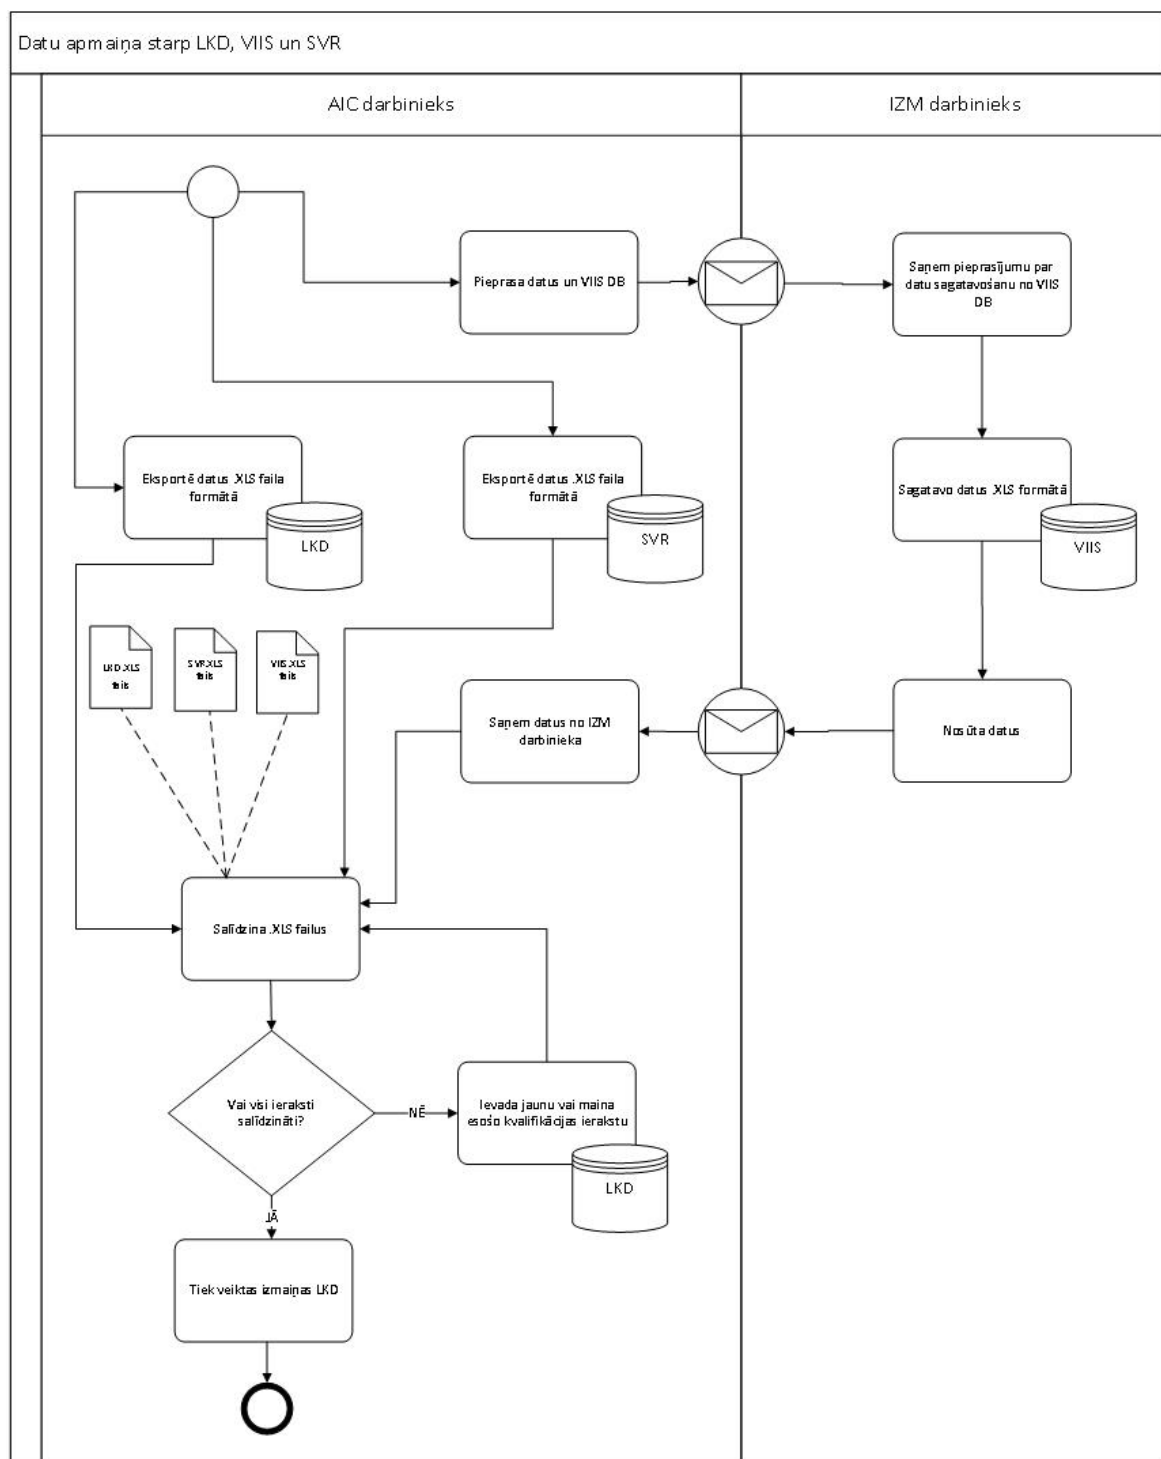 Datu apmaiņa starp LKD, VIIS un SVR
AIC darbinieks
IZM darbinieks
Pieprasa datus un VIIS DB
Saņem pieprasījumu par
datu sagatavošanu no VIIS
DB
Eksportē datus .XLS faila
formātā
LKD
Eksportē datus .XLS faila
formātā
SVR
Sagatavo datus .XLS formātā
VIIS
LKD.XLS
fails
SVR.XLS
fails
VIIS.XLS
fails
Saņem datus no IZM
darbinieka
Nosūta datus
Salīdzina .XLS failus
Vai visi ieraksti
salīdzināti?
NĒ
Ievada jaunu vai maina
esošo kvalifikācijas ierakstu
LKD
JĀ
Tiek veiktas izmaiņas LKD